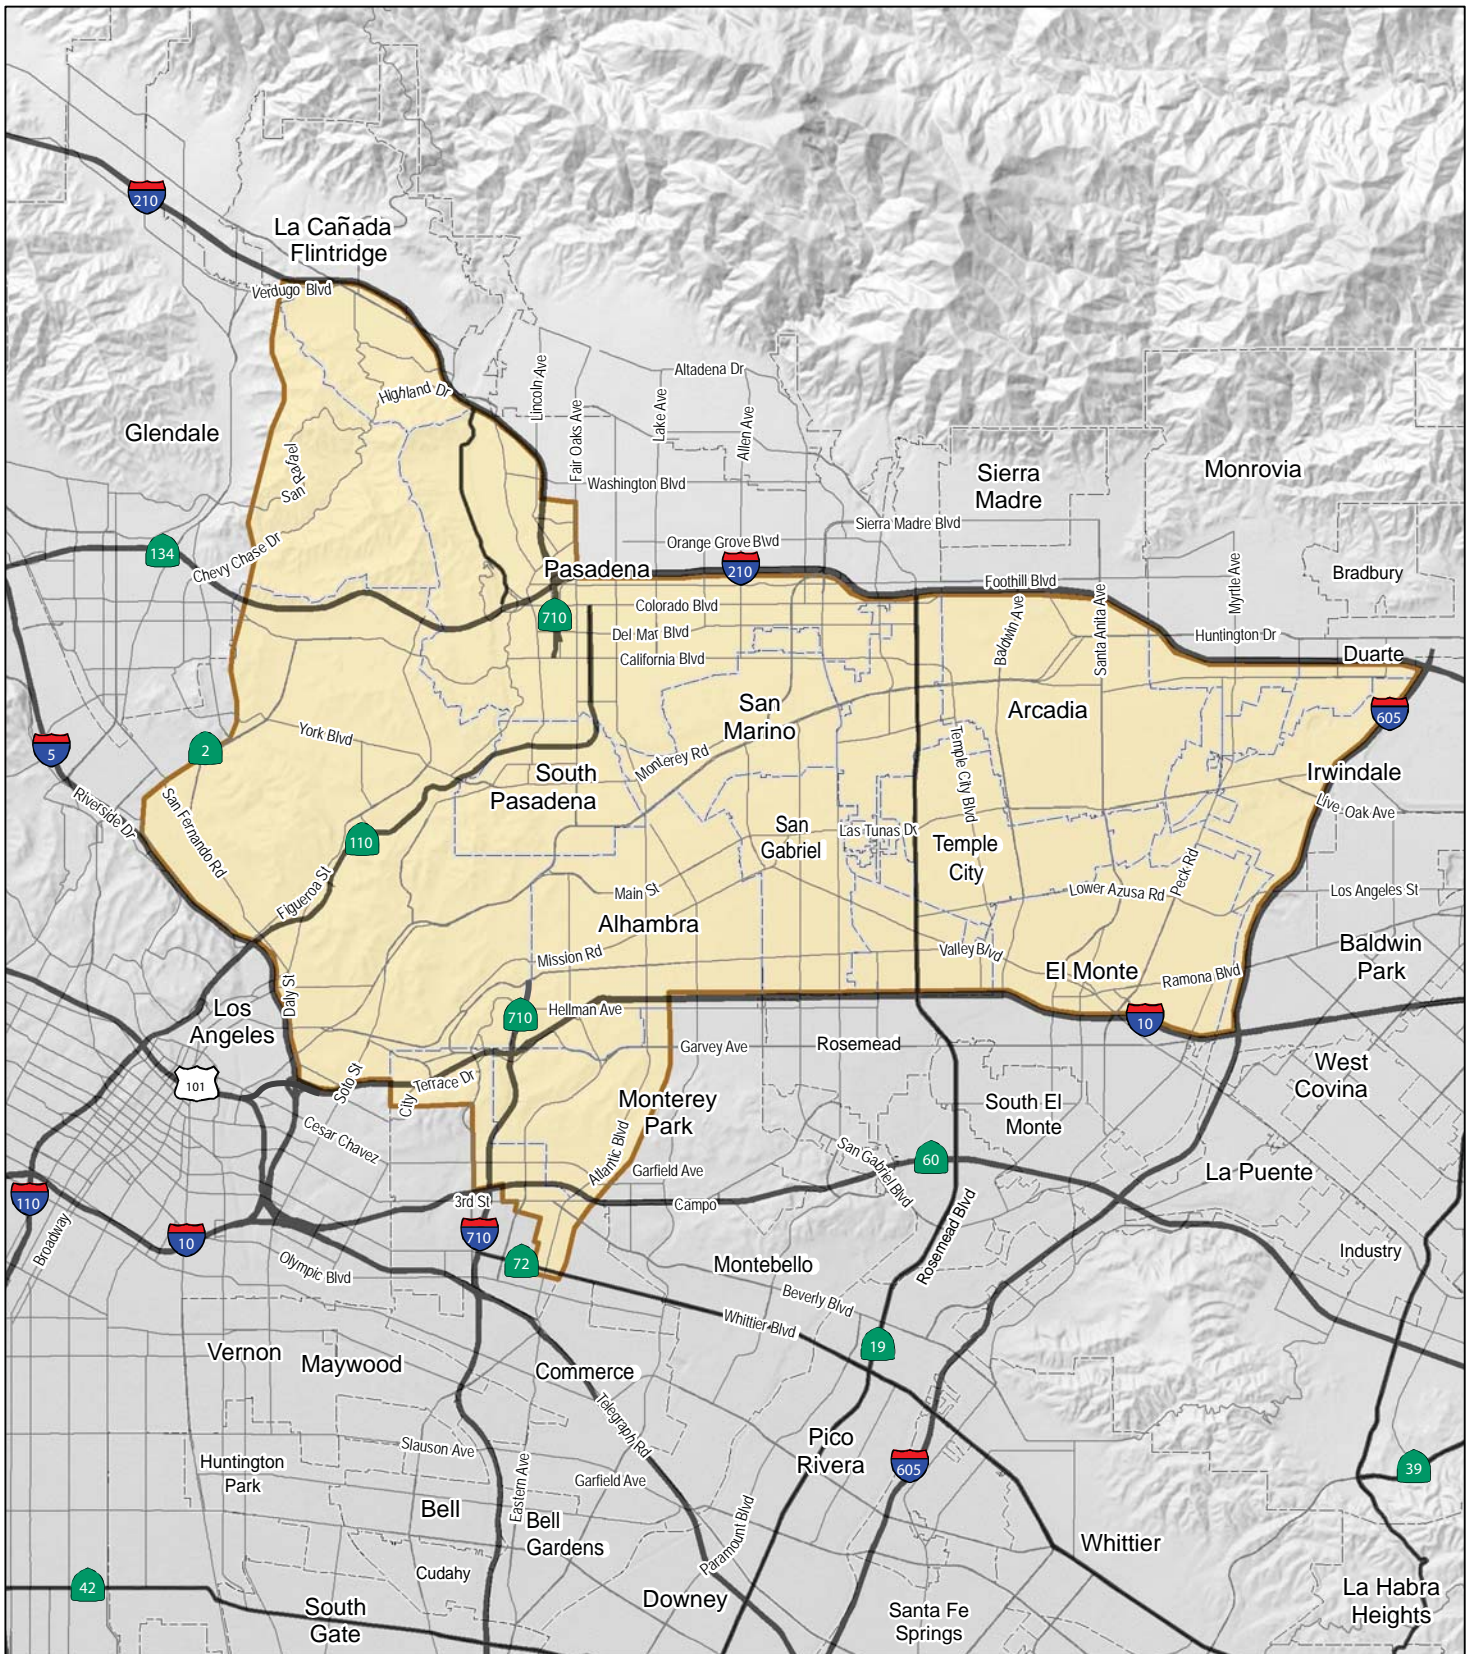 210
La Cañada
Flintridge
Verdugo Blvd
Altadena Dr
Lincoln Ave
Highland Dr
Fair Oaks Ave
Lake Ave
Allen Ave
Glendale
San Rafael
Washington Blvd
Sierra
Madre
Monrovia
Sierra Madre Blvd
Orange Grove Blvd
134
Chevy Chase Dr
Pasadena
210
Foothill Blvd
Bradbury
Myrtle Ave
710
Colorado Blvd
Del Mar Blvd
California Blvd
Baldwin Ave
Santa Anita Ave
Huntington Dr
Duarte
605
San
Marino
Arcadia
5
2
York Blvd
Monterey Rd
Temple City Blvd
South
Pasadena
Irwindale
Live Oak Ave
Riverside Dr
San Fernando Rd
110
San
Gabriel
Las Tunas Dr
Temple
City
Figueroa St
Main St
Lower Azusa Rd
Peck Rd
Los Angeles St
Alhambra
Mission Rd
Valley Blvd
El Monte
Ramona Blvd
Baldwin
Park
Daly St
Los
Angeles
710
Hellman Ave
10
Garvey Ave
Rosemead
101
Soto St
City Terrace Dr
Monterey
Park
South El
Monte
West
Covina
Cesar Chavez
Atlantic Blvd
Garfield Ave
San Gabriel Blvd
60
La Puente
110
3rd St
Campo
Broadway
10
710
72
Rosemead Blvd
Industry
Olympic Blvd
Montebello
Beverly Blvd
Whittier Blvd
19
Vernon
Maywood
Commerce
Telegraph Rd
Slauson Ave
Pico
Rivera
605
39
Huntington
Park
Garfield Ave
Eastern Ave
Bell
Bell
Gardens
Paramount Blvd
Whittier
Cudahy
42
South
Gate
Downey
Santa Fe
Springs
La Habra
Heights